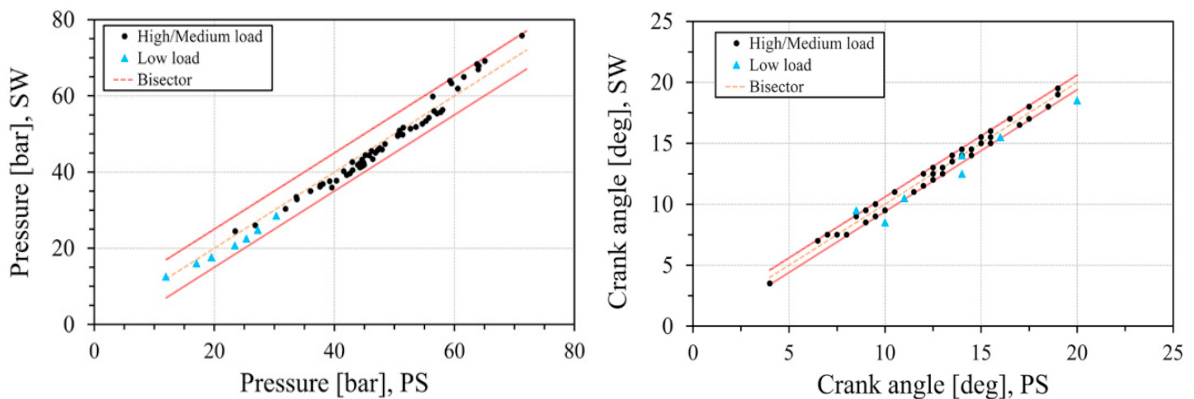 80
60
40
20
0
Pressure [bar], SW
High/Medium load
Low load
Bisector
0 20 40 60 80
Pressure [bar], PS
25
20
15
10
5
0
Crank angle [deg], SW
High/Medium load
Low load
Bisector
5 10 15 20 25
Crank angle [deg], PS